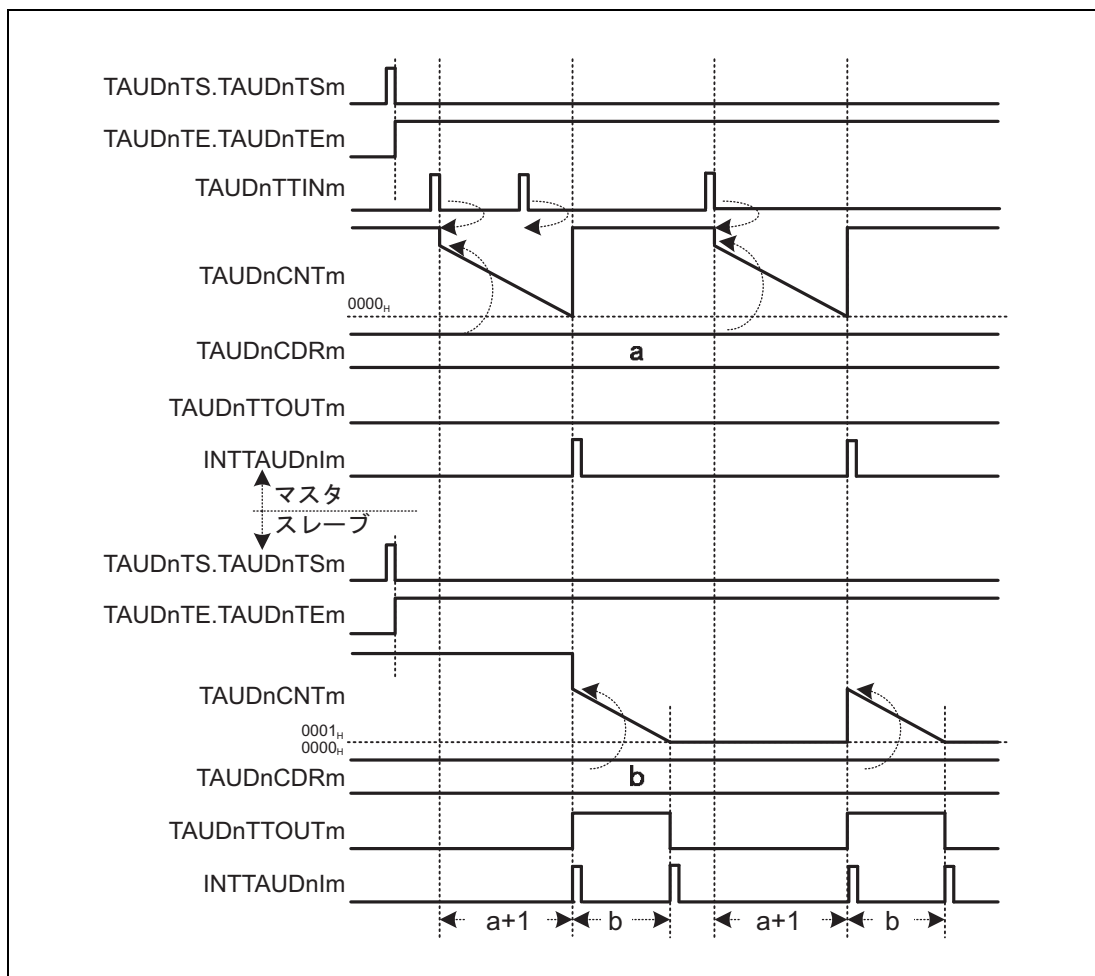 TAUDnTS.TAUDnTSm
TAUDnTE.TAUDnTEm
TAUDnTTINm
TAUDnCNTm
0000H
TAUDnCDRm
a
TAUDnTTOUTm
INTTAUDnIm
マスタ
スレーブ
TAUDnTS.TAUDnTSm
TAUDnTE.TAUDnTEm
TAUDnCNTm
0001H
0000H
TAUDnCDRm
b
TAUDnTTOUTm
INTTAUDnIm
a+1 b a+1 b